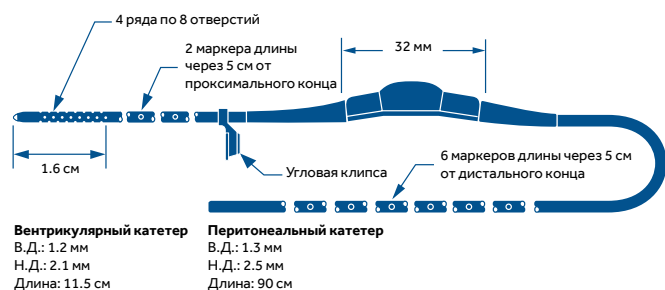 4 ряда по 8 отверстий
2 маркера длины
через 5 см от
проксимального конца
32 мм
1.6 см
Угловая клипса
6 маркеров длины через 5 см
от дистального конца
Вентрикулярный катетер
В.Д.: 1.2 мм
Н.Д.: 2.1 мм
Длина: 11.5 см
Перитонеальный катетер
В.Д.: 1.3 мм
Н.Д.: 2.5 мм
Длина: 90 см